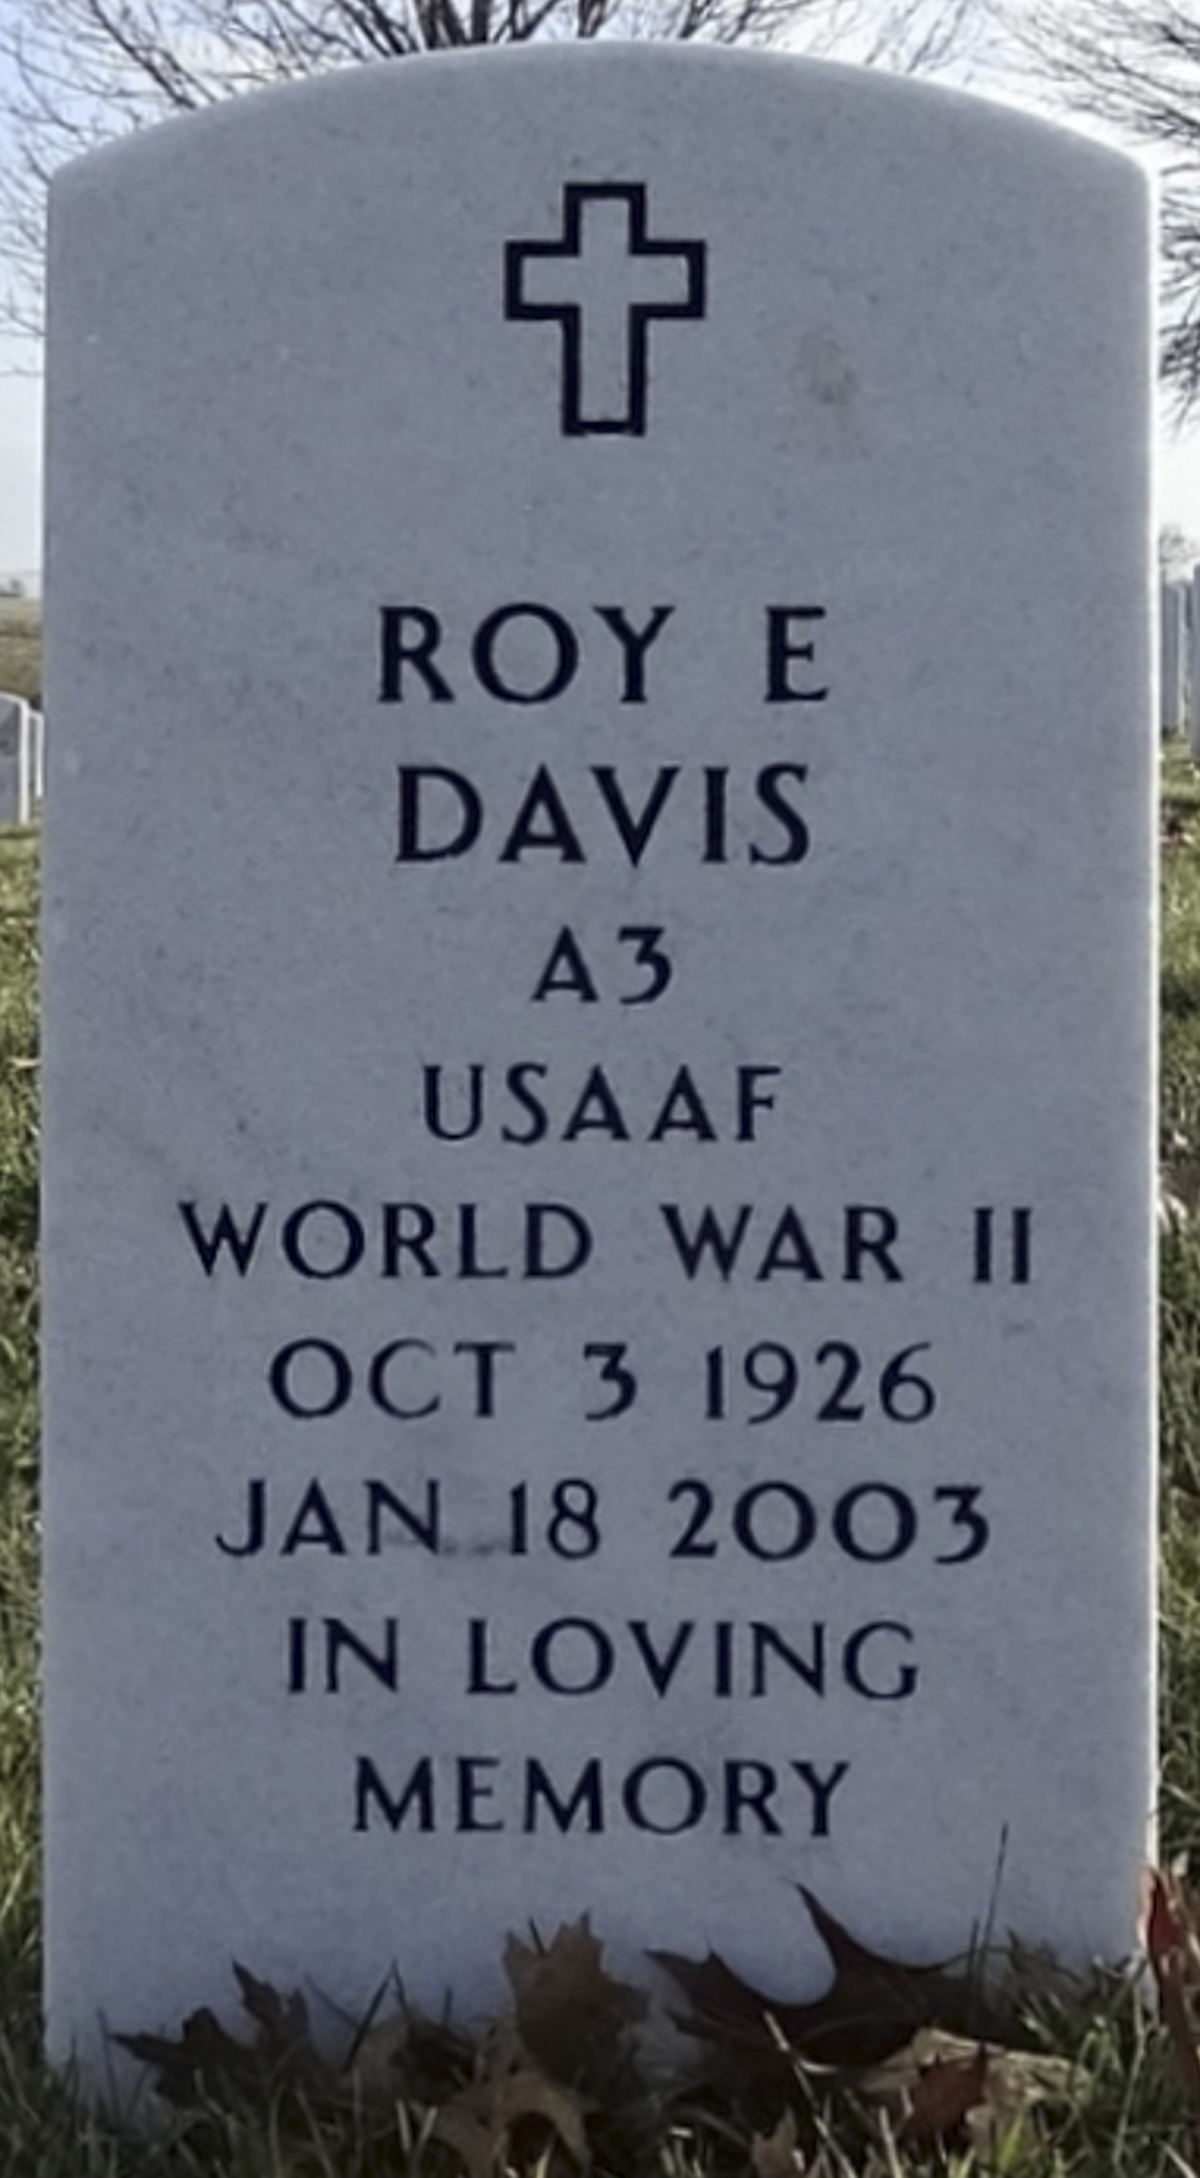 ROY E
DAVIS
A3
USAAF
WORLD WAR II
OCT 3 1926
JAN 18 2003
IN LOVING
MEMORY